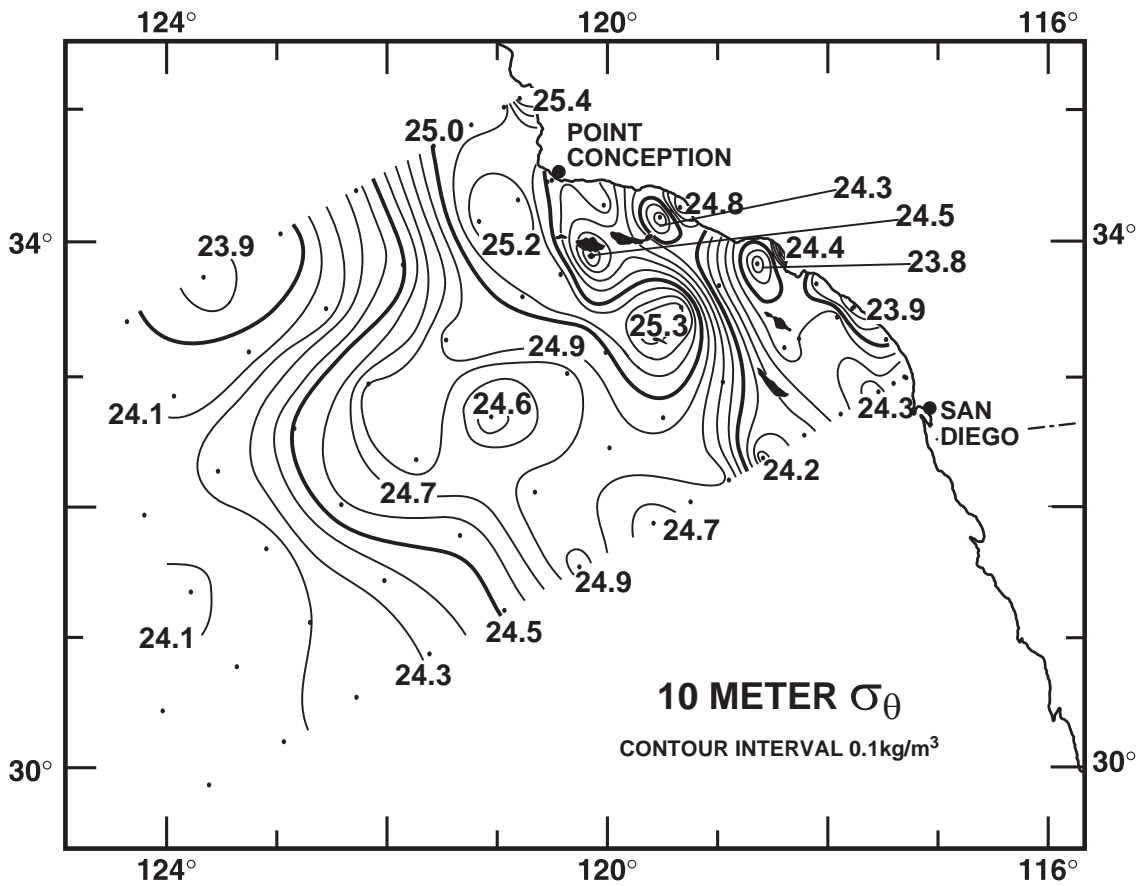 124° 120° 116°
25.4
25.0
POINT
CONCEPTION
24.3
24.8
24.5
34° 23.9 25.2 24.4 34°
23.8
23.9
25.3
24.9
24.6
24.1 24.3 SAN
DIEGO
24.2
24.7
24.7
24.9
24.1 24.5
24.3
10 METER σθ
CONTOUR INTERVAL 0.1kg/m³
30° 30°
124° 120° 116°